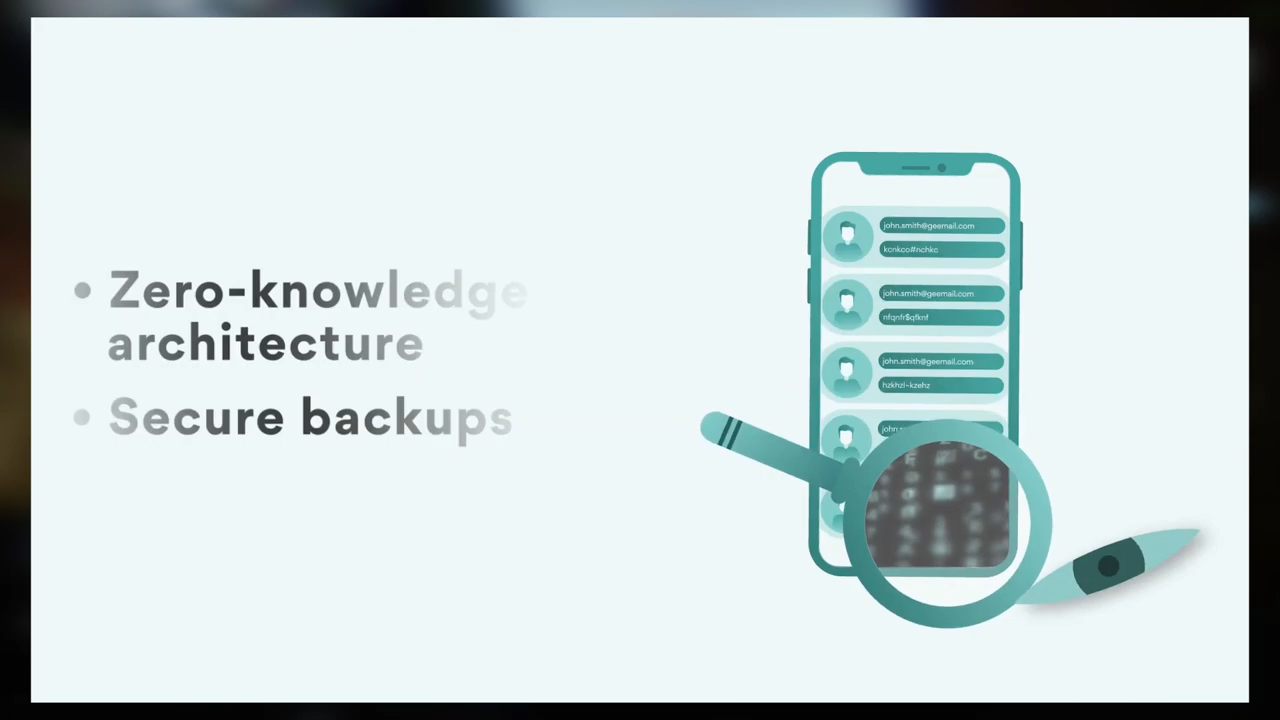 • Zero-knowledge
architecture
• Secure backups
john.smith@geemail.com
kcnkco#nchkc
john.smith@geemail.com
nfqnfr$qfknf
john.smith@geemail.com
hzkhzl-kzehz